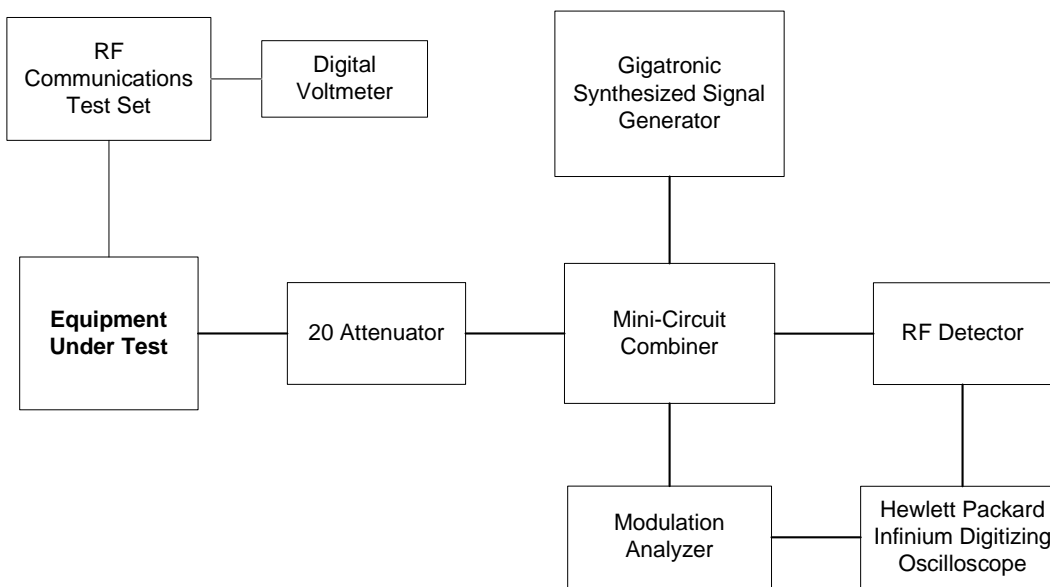 RF
Communications
Test Set
Digital
Voltmeter
Gigatronic
Synthesized Signal
Generator
Equipment
Under Test
20 Attenuator
Mini-Circuit
Combiner
RF Detector
Modulation
Analyzer
Hewlett Packard
Infinium Digitizing
Oscilloscope